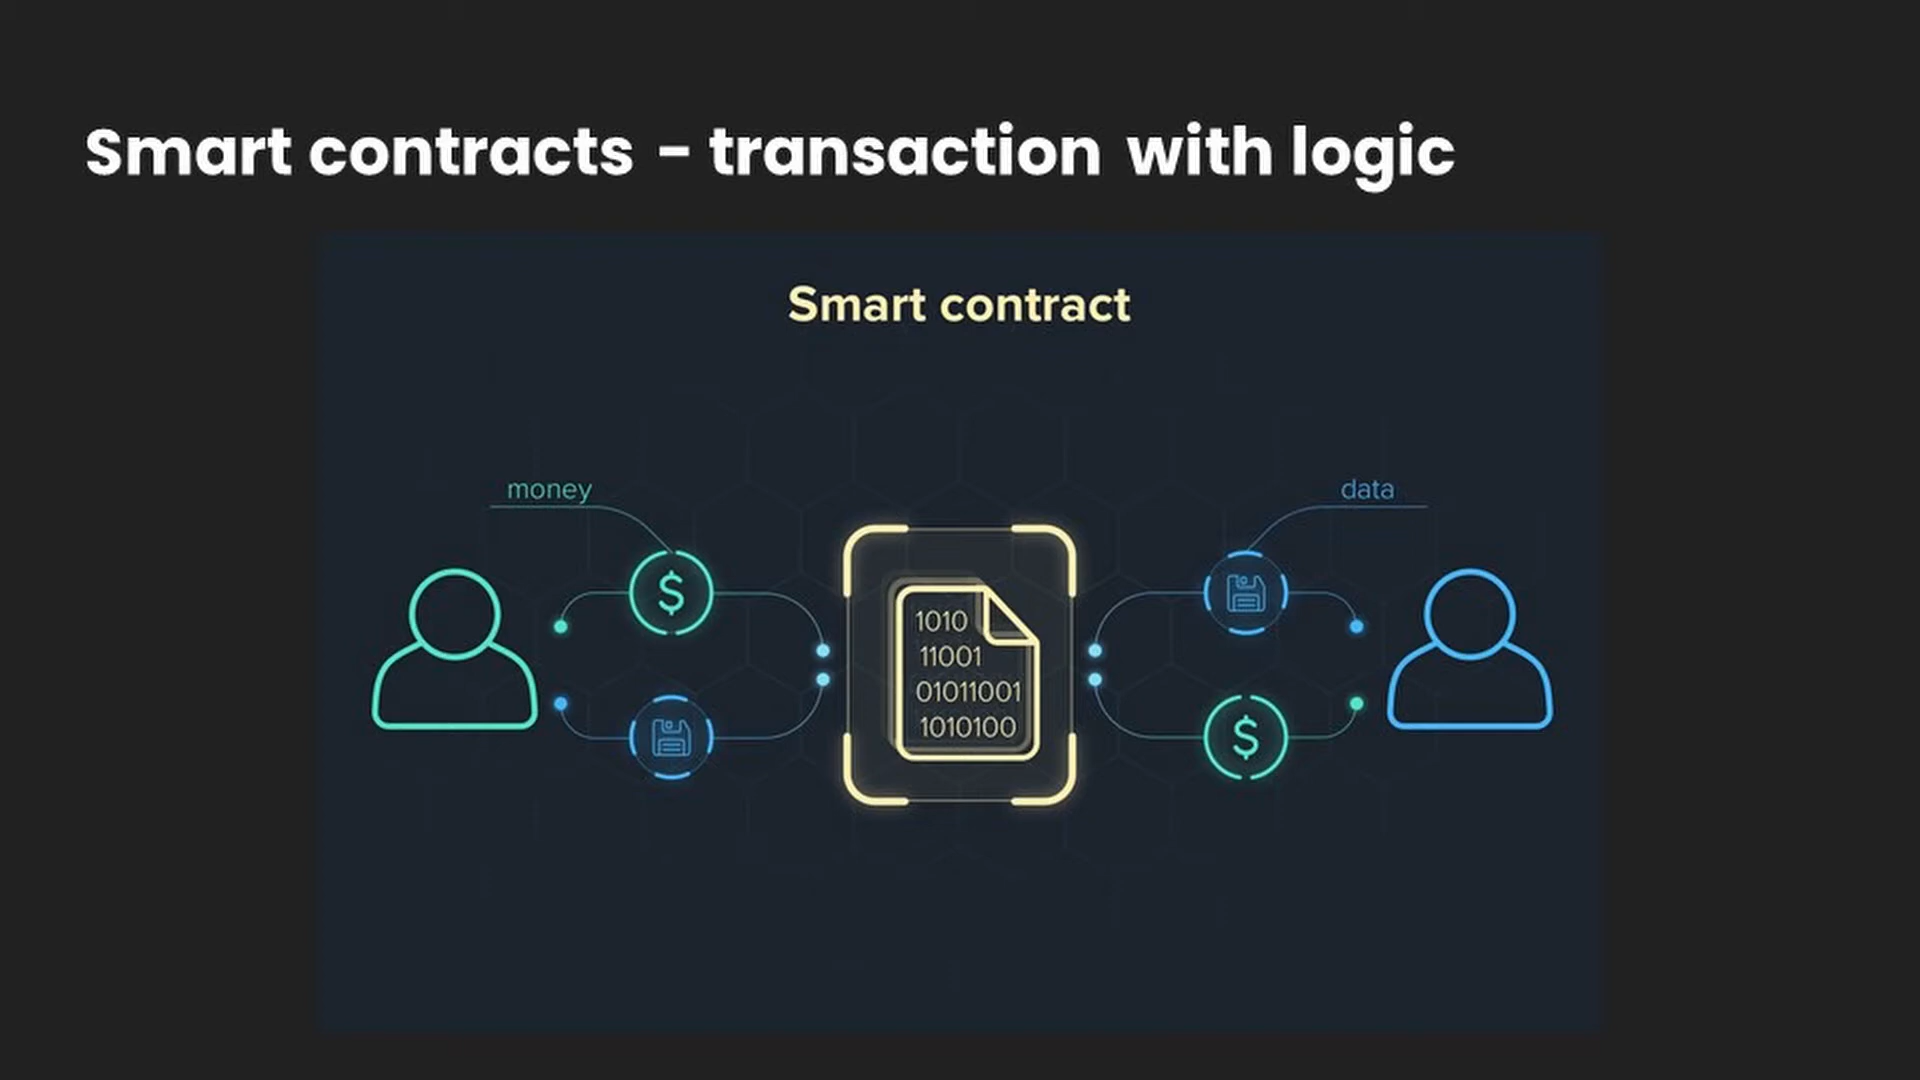 Smart contracts - transaction with logic
Smart contract
money
data
$
1010
11001
01011001
1010100
$